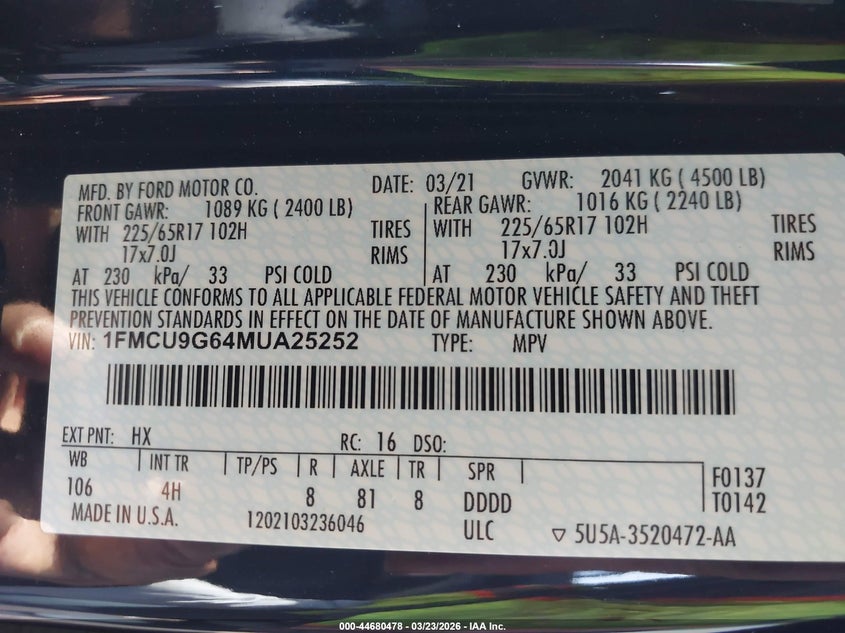 MFD. BY FORD MOTOR CO. DATE: 03/21 GVWR: 2041 KG ( 4500 LB)
FRONT GAWR: 1089 KG ( 2400 LB) REAR GAWR: 1016 KG ( 2240 LB)
WITH 225/65R17 102H TIRES WITH 225/65R17 102H TIRES
17x7.0J RIMS 17x7.0J RIMS
AT 230 kPa/ 33 PSI COLD AT 230 kPa/ 33 PSI COLD
THIS VEHICLE CONFORMS TO ALL APPLICABLE FEDERAL MOTOR VEHICLE SAFETY AND THEFT
PREVENTION STANDARDS IN EFFECT ON THE DATE OF MANUFACTURE SHOWN ABOVE.
VIN: 1FMCU9G64MUA25252 TYPE: MPV
EXT PNT: HX RC: 16 DSO:
WB INT TR TP/PS R AXLE TR SPR F0137
106 4H 8 81 8 DDDD T0142
MADE IN U.S.A. 1202103236046 ULC ▽ 5U5A-3520472-AA
000-44680478 - 03/23/2026 - IAA Inc.